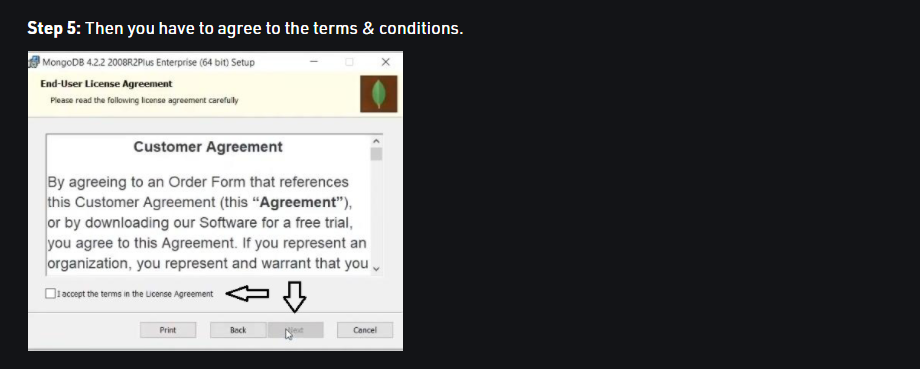 Step 5: Then you have to agree to the terms & conditions.
MongoDB 4.2.2 2008R2Plus Enterprise (64 bit) Setup
End-User License Agreement
Please read the following license agreement carefully
Customer Agreement
By agreeing to an Order Form that references
this Customer Agreement (this “Agreement”),
or by downloading our Software for a free trial,
you agree to this Agreement. If you represent an
organization, you represent and warrant that you
I accept the terms in the License Agreement
Print Back Next Cancel